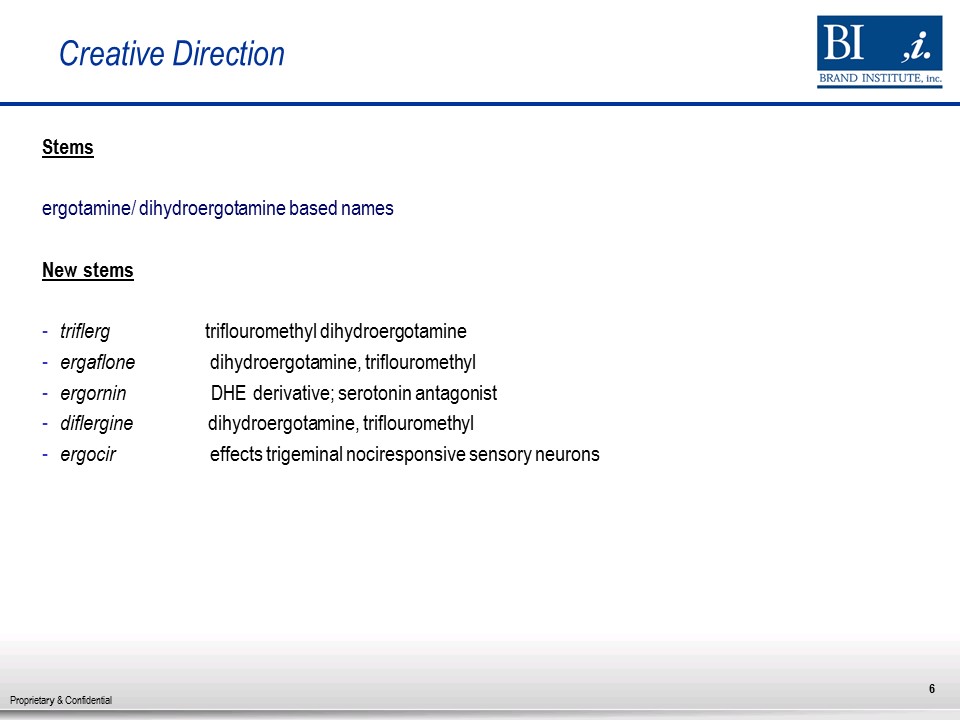 Creative Direction
BI ,i.
BRAND INSTITUTE, inc.
Stems
ergotamine/ dihydroergotamine based names
New stems
- triflerg triflouromethyl dihydroergotamine
- ergaflone dihydroergotamine, triflouromethyl
- ergornin DHE derivative; serotonin antagonist
- diflergine dihydroergotamine, triflouromethyl
- ergocir effects trigeminal nociresponsive sensory neurons
6
Proprietary & Confidential